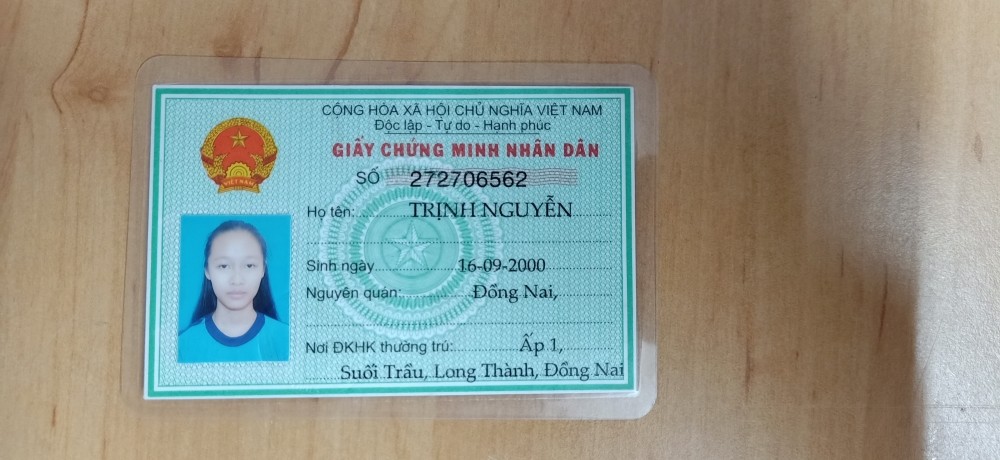 CỘNG HÒA XÃ HỘI CHỦ NGHĨA VIỆT NAM
Độc lập - Tự do - Hạnh phúc
GIẤY CHỨNG MINH NHÂN DÂN
SỐ 272706562
Họ tên: TRỊNH NGUYỄN
Sinh ngày 16-09-2000
Nguyên quán: Đồng Nai,
Nơi ĐKHK thường trú: Ấp 1,
Suối Trầu, Long Thành, Đồng Nai
VIỆT NAM